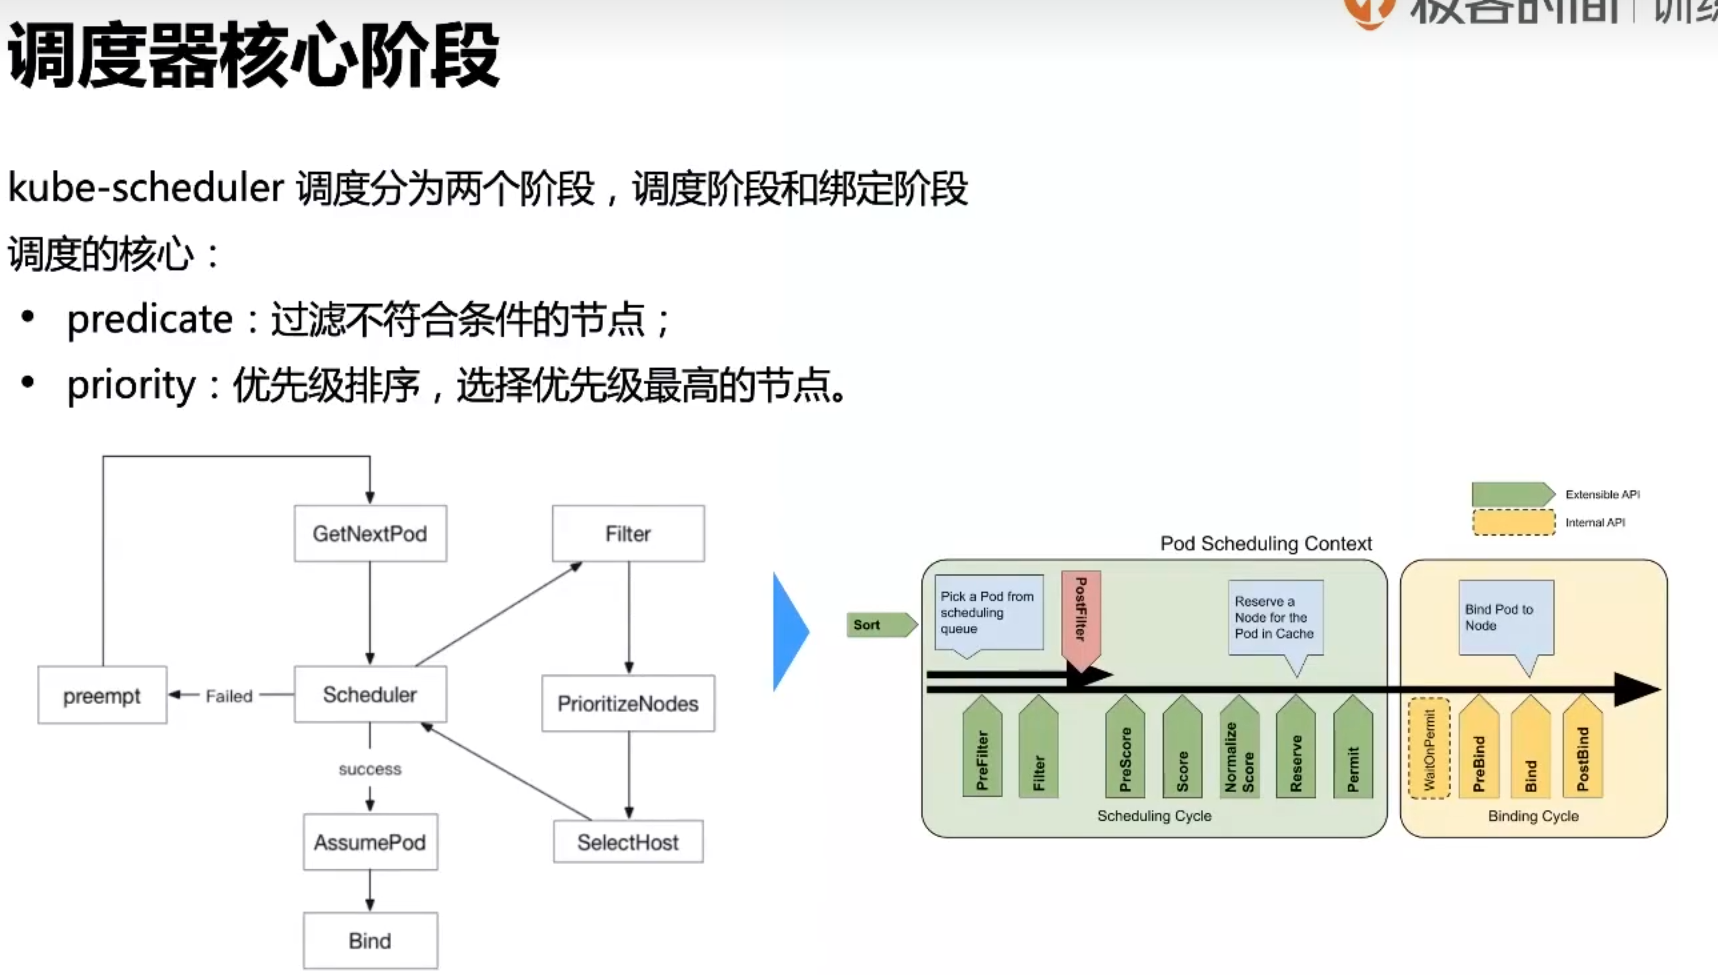 极客时间 | 训练
调度器核心阶段
kube-scheduler 调度分为两个阶段，调度阶段和绑定阶段
调度的核心：
• predicate：过滤不符合条件的节点；
• priority：优先级排序，选择优先级最高的节点。
GetNextPod
Filter
preempt
Failed
Scheduler
PrioritizeNodes
success
AssumePod
SelectHost
Bind
Extensible API
Internal API
Pod Scheduling Context
Sort
Pick a Pod from
scheduling
queue
PostFilter
Reserve a
Node for the
Pod in Cache
Bind Pod to
Node
PreFilter
Filter
PreScore
Score
Normalize
Score
Reserve
Permit
WaitOnPermit
PreBind
Bind
PostBind
Scheduling Cycle
Binding Cycle